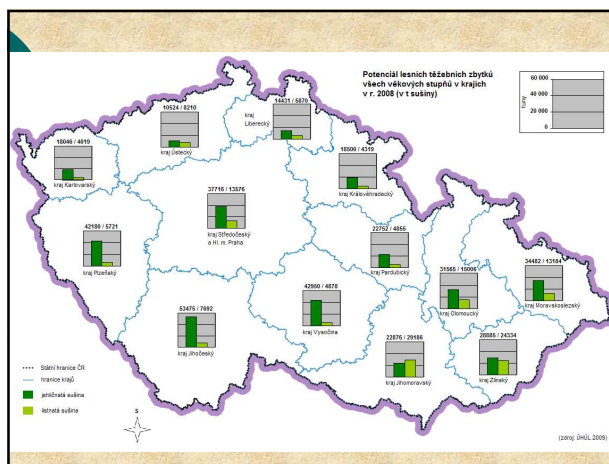 Potenciál lesních těžebních zbytků
všech věkových stupňů v krajích
v r. 2008 (v t sušiny)
60 000
40 000
20 000
0
tuny
10524 / 8210
kraj Ústecký
14431 / 5870
kraj
Liberecký
18046 / 4019
kraj Karlovarský
18500 / 4319
kraj Královéhradecký
37716 / 13576
kraj Středočeský
a Hl. m. Praha
42180 / 5721
kraj Plzeňský
22752 / 4855
kraj Pardubický
31565 / 15006
kraj Olomoucký
34482 / 13184
kraj Moravskoslezský
53475 / 7692
kraj Jihočeský
42950 / 4878
kraj Vysočina
22876 / 29186
kraj Jihomoravský
28885 / 24334
kraj Zlínský
Státní hranice ČR
hranice krajů
jehličnatá sušina
listnatá sušina
S
(zdroj: ÚHÚL 2009)